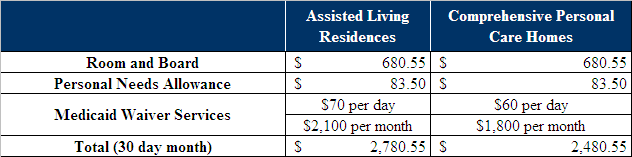 Assisted Living Residences Comprehensive Personal Care Homes
Room and Board $ 680.55 $ 680.55
Personal Needs Allowance $ 83.50 $ 83.50
Medicaid Waiver Services $70 per day $60 per day
$2,100 per month $1,800 per month
Total (30 day month) $ 2,780.55 $ 2,480.55